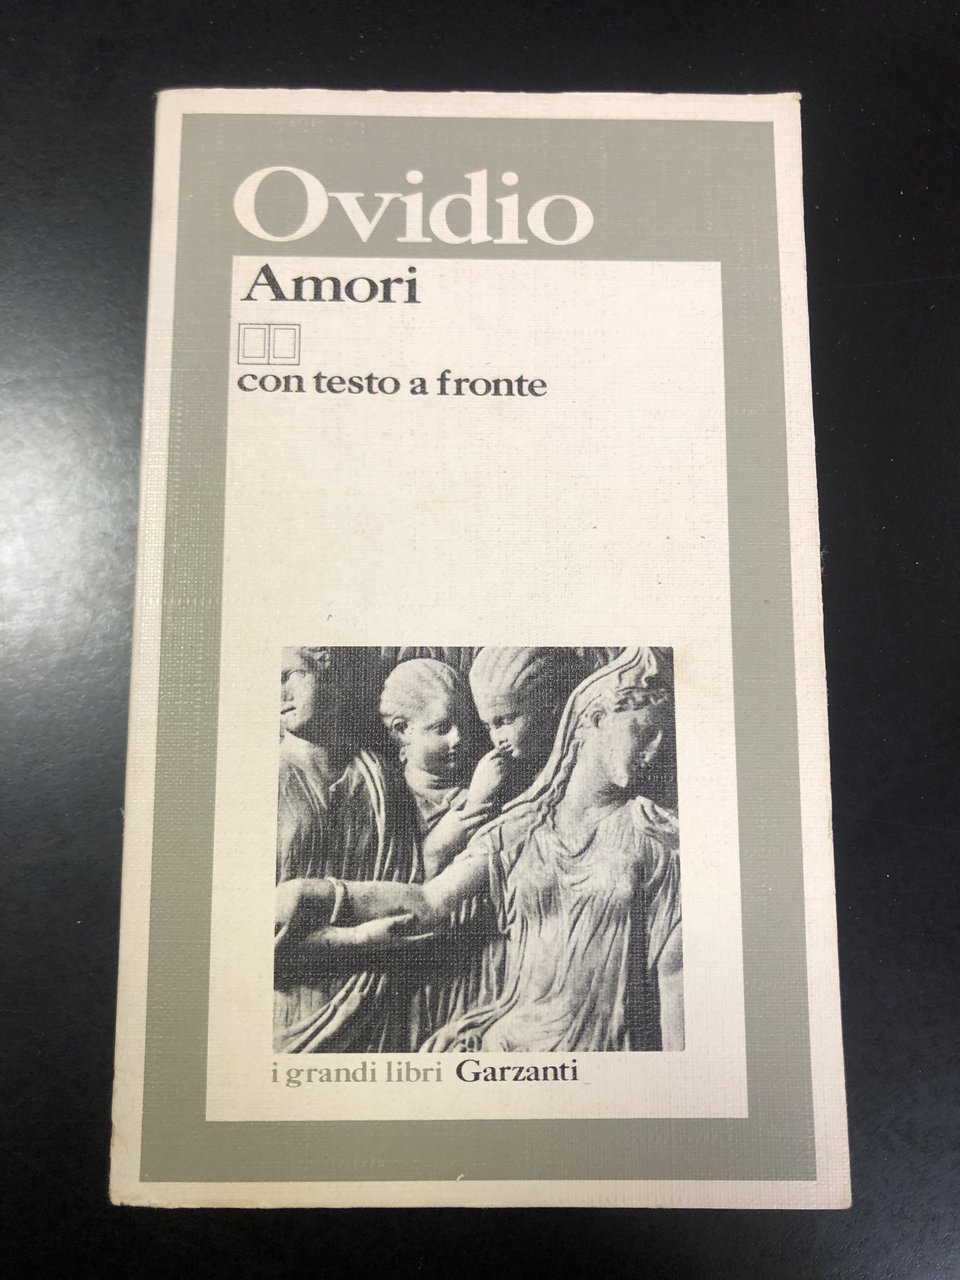 Ovidio
Amori
con testo a fronte
i grandi libri Garzanti